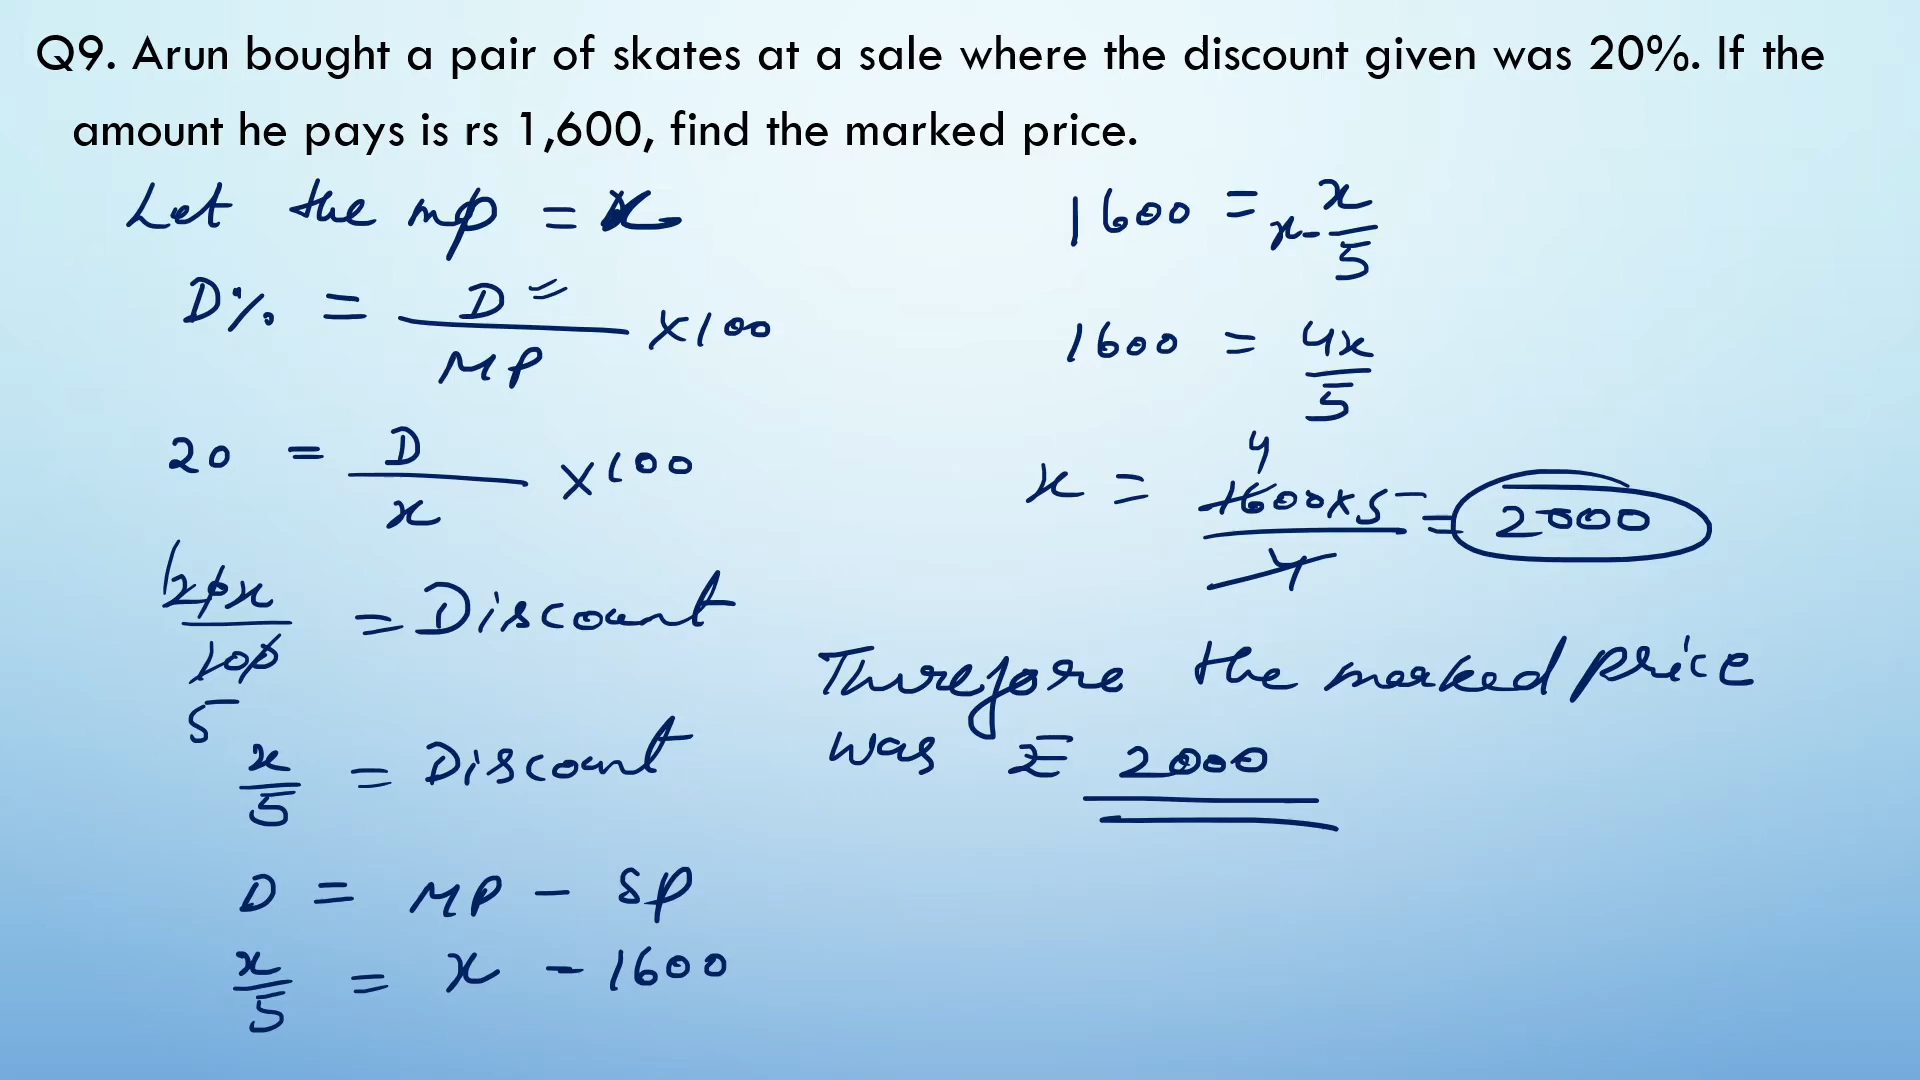 Q9. Arun bought a pair of skates at a sale where the discount given was 20%. If the
amount he pays is rs 1,600, find the marked price.
Let the mp = x
D% = D/MP ×100
20 = D/x ×100
20x/100 = Discount
5
x/5 = Discount
D = MP - SP
x/5 = x - 1600
1600 = x - x/5
1600 = 4x/5
4
x = 1600×5/4 = 2000
Therefore the marked price
was ₹ 2000